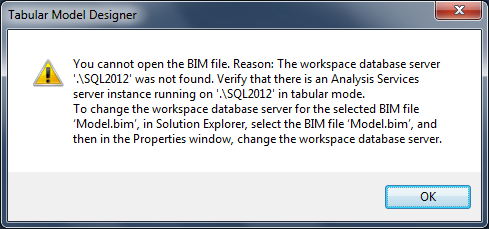 Tabular Model Designer
You cannot open the BIM file. Reason: The workspace database server
'.\SQL2012' was not found. Verify that there is an Analysis Services
server instance running on '.\SQL2012' in tabular mode.
To change the workspace database server for the selected BIM file
‘Model.bim’, in Solution Explorer, select the BIM file ‘Model.bim’, and
then in the Properties window, change the workspace database server.
OK